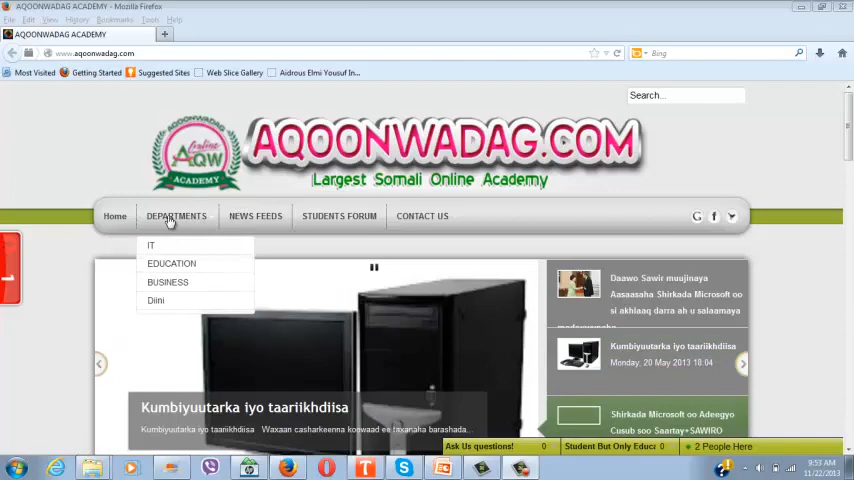 AQOONWADAG ACADEMY - Mozilla Firefox
File Edit View History Bookmarks Tools Help
AQOONWADAG ACADEMY
www.aqoonwadag.com
Bing
Most Visited Getting Started Suggested Sites Web Slice Gallery Aidrous Elmi Yousuf In...
Search...
AQOONWADAG
online
AQW
ACADEMY
AQOONWADAG.COM
Largest Somali Online Academy
Home DEPARTMENTS NEWS FEEDS STUDENTS FORUM CONTACT US
IT
EDUCATION
BUSINESS
Diini
1
Daawo Sawir muujinaya
Aasaasaha Shirkada Microsoft oo
si akhlaaq darra ah u salaamaya
Kumbiyuutarka iyo taariikhdiisa
Monday, 20 May 2013 18:04
Shirkada Microsoft oo Adeegyo
Cusub soo Saartay+SAWIRO
Kumbiyuutarka iyo taariikhdiisa
Kumbiyuutarka iyo taariikhdiisa Waxaan casharkeena koowaad ee taxanaha barashada...
Ask Us questions! 0 Student But Only Educa 0 2 People Here
9:53 AM
11/22/2013